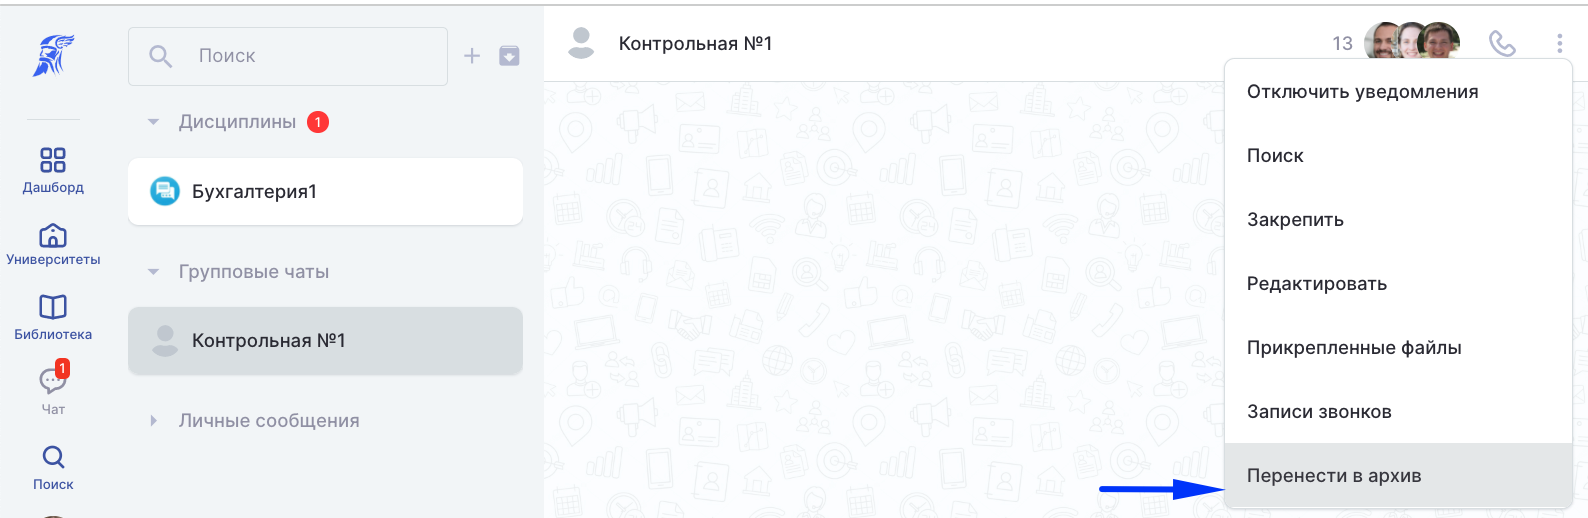 Поиск
Дисциплины 1
Бухгалтерия1
Групповые чаты
Контрольная №1
Личные сообщения
Дашборд
Университеты
Библиотека
1
Чат
Поиск
Контрольная №1
13
Отключить уведомления
Поиск
Закрепить
Редактировать
Прикрепленные файлы
Записи звонков
Перенести в архив